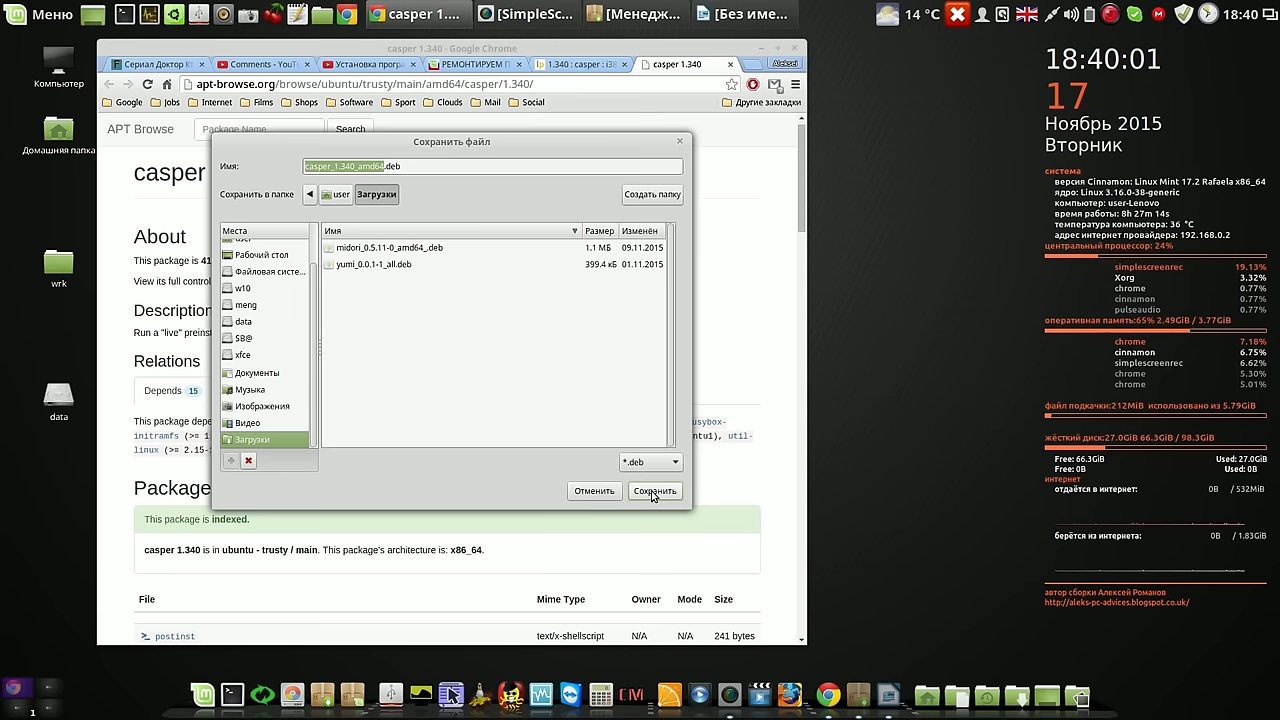 Меню
casper 1....
[SimpleSc...
[Менедж...
[Без име...
14 °C
18:40
Компьютер
Домашняя папка
wrk
data
casper 1.340 - Google Chrome
Сериал Доктор
Comments - YouT
Установка прогр
РЕМОНТИРУЕМ П
1.340 : casper : i3
casper 1.340
Aleksei
apt-browse.org/browse/ubuntu/trusty/main/amd64/casper/1.340/
Google
Jobs
Internet
Films
Shops
Software
Sport
Clouds
Mail
Social
Другие закладки
APT Browse
Package Name
Search
casper
About
This package is 41
View its full control
Description
Run a "live" preins
Relations
Depends 15
This package depe
usybox-
initramfs (>= 1
untu1), util-
linux (>= 2.15-
Package
This package is indexed.
casper 1.340 is in ubuntu - trusty / main. This package's architecture is: x86_64.
File Mime Type Owner Mode Size
postinst text/x-shellscript N/A N/A 241 bytes
Сохранить файл
Имя:
casper_1.340_amd64.deb
Сохранить в папке
user
Загрузки
Создать папку
Места
user
Рабочий стол
Файловая систе...
w10
meng
data
SB@
xfce
Документы
Музыка
Изображения
Видео
Загрузки
Имя Размер Изменён
midori_0.5.11-0_amd64_.deb 1.1 МБ 09.11.2015
yumi_0.0.1-1_all.deb 399.4 кБ 01.11.2015
*.deb
Отменить
Сохранить
18:40:01
17
Ноябрь 2015
Вторник
система
версия Cinnamon: Linux Mint 17.2 Rafaela x86_64
ядро: Linux 3.16.0-38-generic
компьютер: user-Lenovo
время работы: 8h 27m 14s
температура компьютера: 36 °C
адрес интернет провайдера: 192.168.0.2
центральный процессор: 24%
simplescreenrec 19.13%
Xorg 3.32%
chrome 0.77%
cinnamon 0.77%
pulseaudio 0.77%
оперативная память:65% 2.49GiB / 3.77GiB
chrome 7.18%
cinnamon 6.75%
simplescreenrec 6.62%
chrome 5.30%
chrome 5.01%
файл подкачки:212MiB использовано из 5.79GiB
жёсткий диск:27.0GiB 66.3GiB / 98.3GiB
Free: 66.3GiB Used: 27.0GiB
Free: 0B Used: 0B
интернет
отдаётся в интернет: 0B / 532MiB
берётся из интернета: 0B / 1.83GiB
автор сборки Алексей Романов
http://aleks-pc-advices.blogspot.co.uk/
CM
1